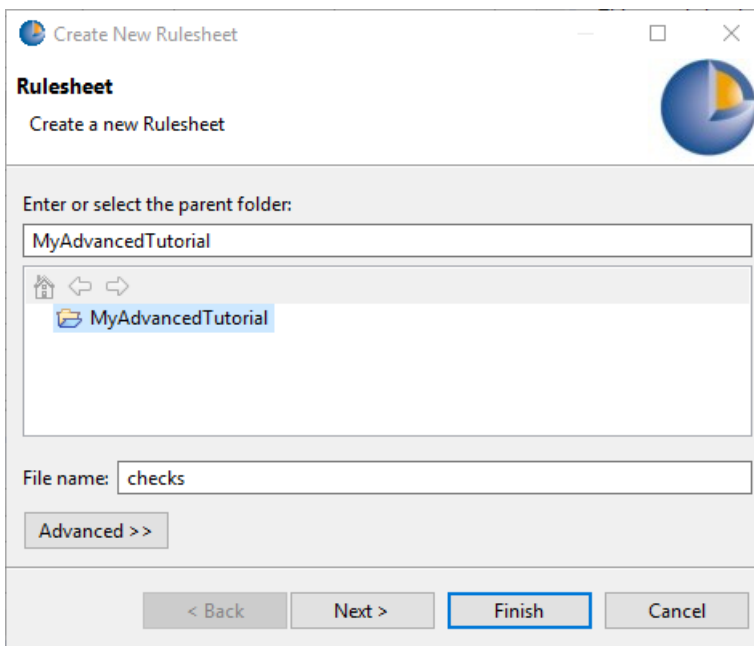 Create New Rulesheet
Rulesheet
Create a new Rulesheet
Enter or select the parent folder:
MyAdvancedTutorial
MyAdvancedTutorial
File name: checks
Advanced >>
< Back Next > Finish Cancel